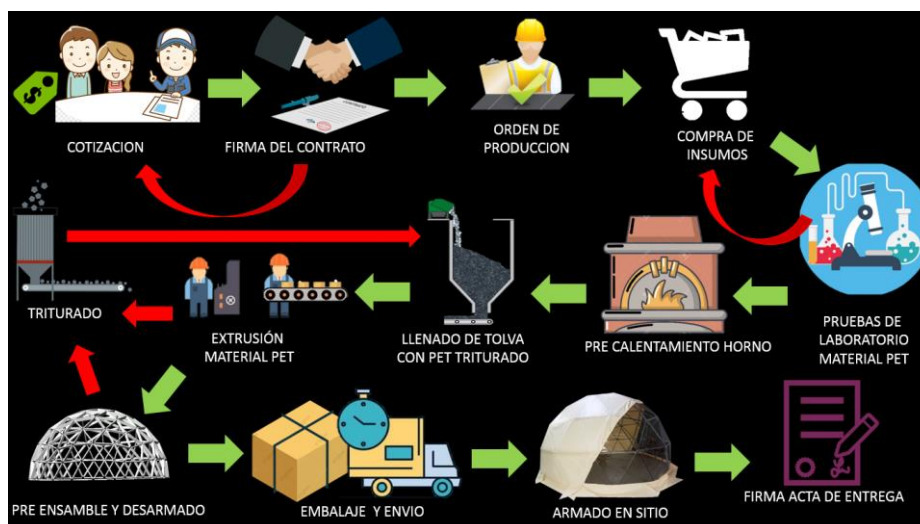 $
CONTRATO
COTIZACION
FIRMA DEL CONTRATO
ORDEN DE
PRODUCCION
COMPRA DE
INSUMOS
TRITURADO
EXTRUSIÓN
MATERIAL PET
LLENADO DE TOLVA
CON PET TRITURADO
PRE CALENTAMIENTO HORNO
PRUEBAS DE
LABORATORIO
MATERIAL PET
PRE ENSAMBLE Y DESARMADO
EMBALAJE Y ENVIO
ARMADO EN SITIO
FIRMA ACTA DE ENTREGA